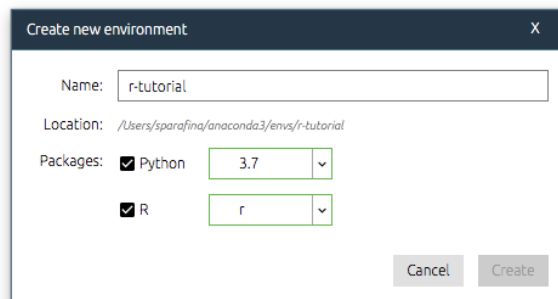 Create new environment X
Name: r-tutorial
Location: /Users/sparafina/anaconda3/envs/r-tutorial
Packages: Python 3.7
R r
Cancel Create